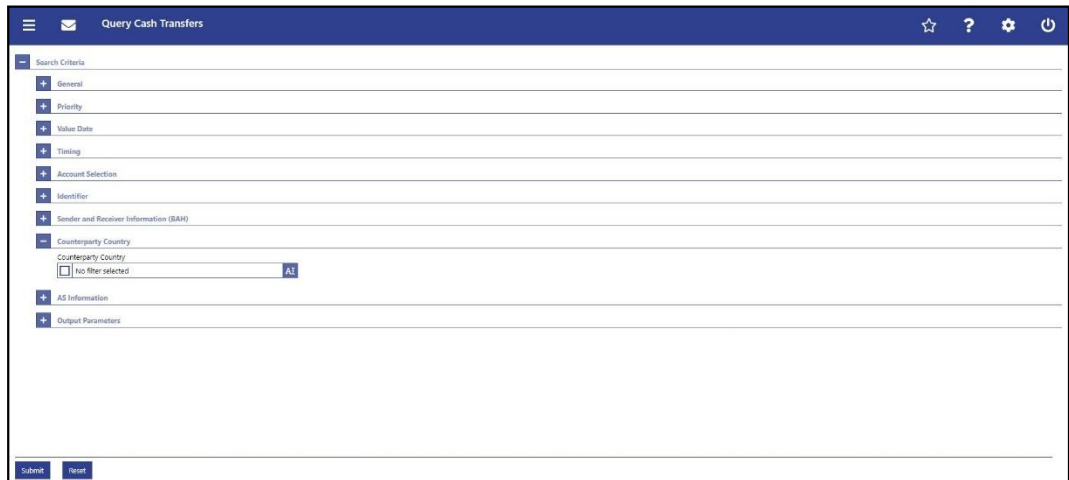 Query Cash Transfers
?
Search Criteria
General
Priority
Value Date
Timing
Account Selection
Identifier
Sender and Receiver Information (BAH)
Counterparty Country
Counterparty Country
No filter selected AI
AS Information
Output Parameters
Submit Reset